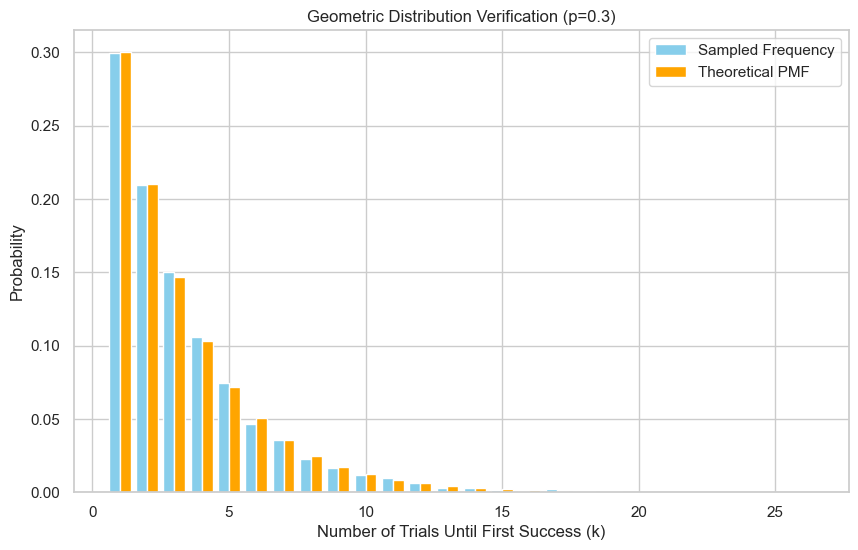 Geometric Distribution Verification (p=0.3)
Sampled Frequency
Theoretical PMF
Probability
0.30
0.25
0.20
0.15
0.10
0.05
0.00
0 5 10 15 20 25
Number of Trials Until First Success (k)